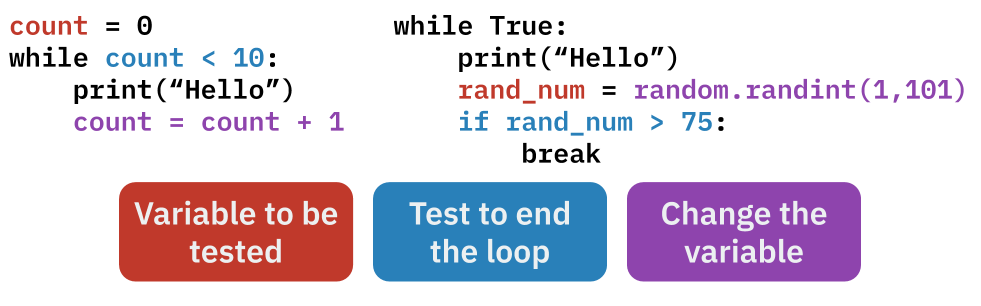 count = 0
while count < 10:
    print(“Hello”)
    count = count + 1
while True:
    print(“Hello”)
    rand_num = random.randint(1,101)
    if rand_num > 75:
        break
Variable to be
tested
Test to end
the loop
Change the
variable